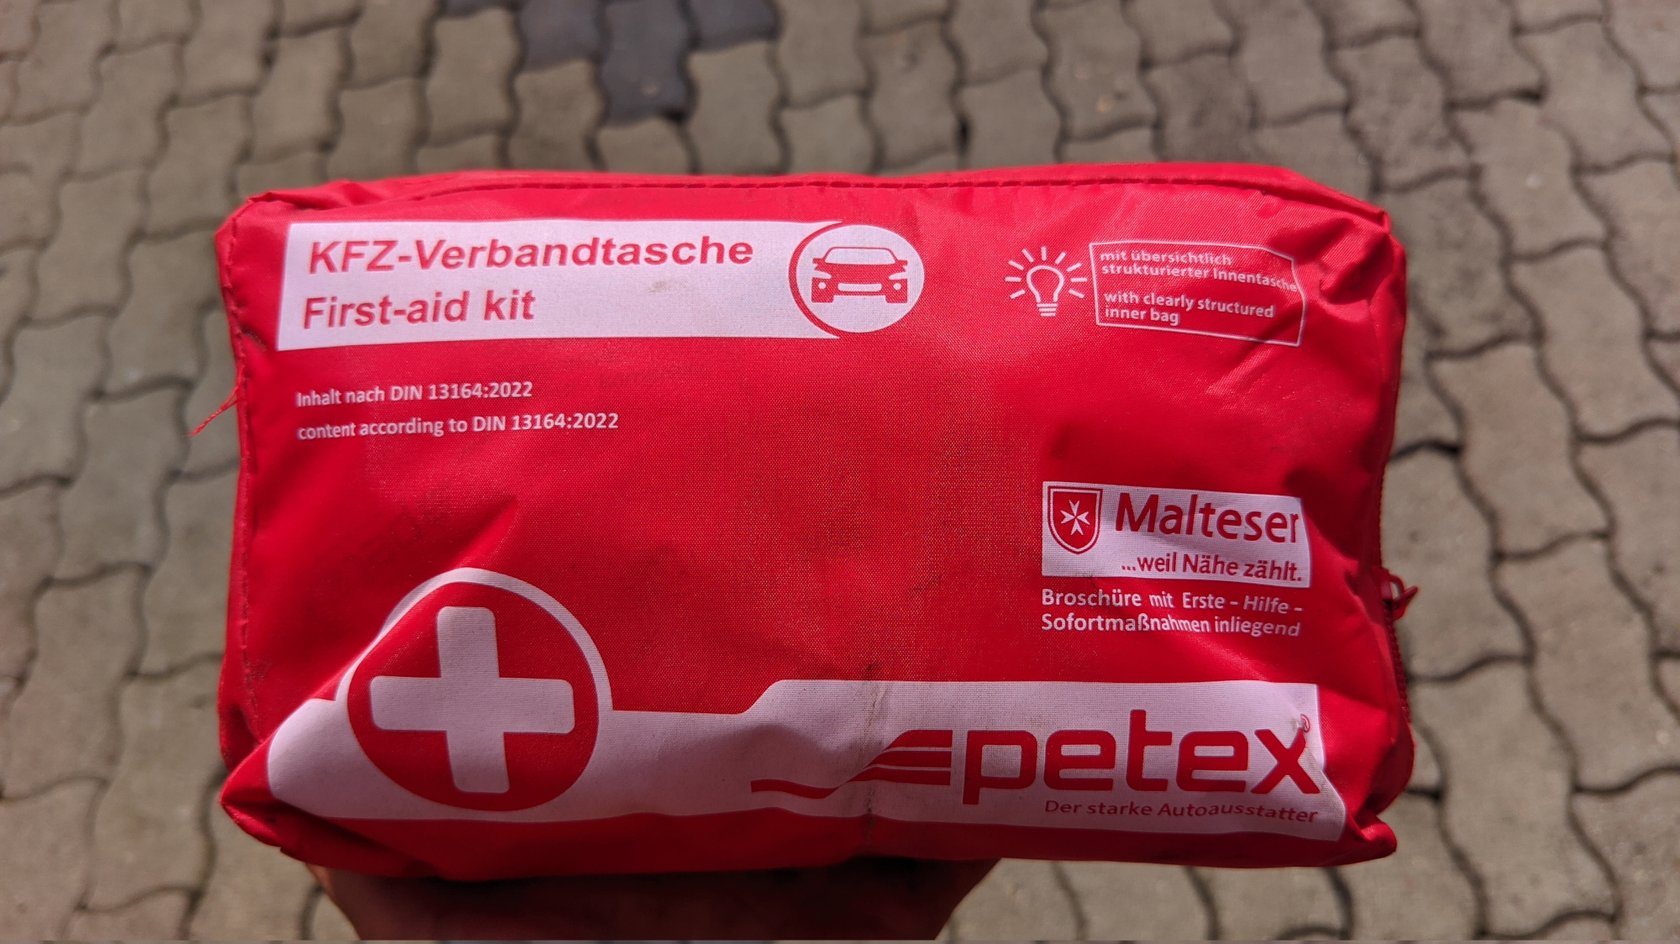 KFZ-Verbandtasche
First-aid kit
mit übersichtlich
strukturierter Innentasche
with clearly structured
inner bag
Inhalt nach DIN 13164:2022
content according to DIN 13164:2022
Malteser
...weil Nähe zählt.
Broschüre mit Erste - Hilfe -
Sofortmaßnahmen inliegend
petex®
Der starke Autoausstatter